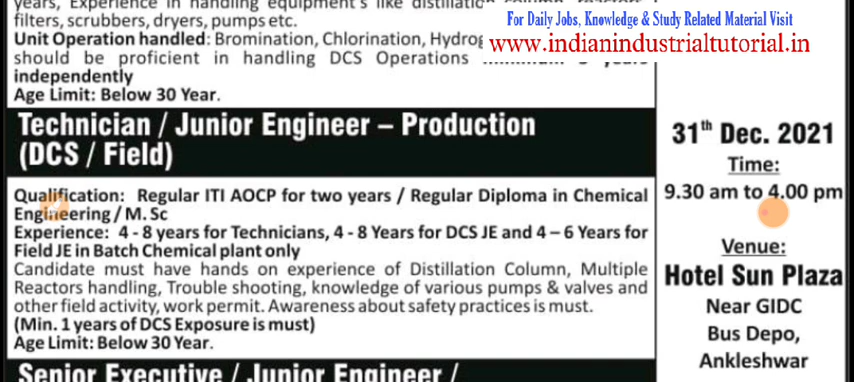 years, Experience in handling equipment's like distillation column, reactors,
filters, scrubbers, dryers, pumps etc.
Unit Operation handled: Bromination, Chlorination, Hydrog
should be proficient in handling DCS Operations
independently
Age Limit: Below 30 Year.
For Daily Jobs, Knowledge & Study Related Material Visit
www.indianindustrialtutorial.in
Technician / Junior Engineer – Production
(DCS / Field)
Qualification: Regular ITI AOCP for two years / Regular Diploma in Chemical
Engineering / M. Sc
Experience: 4 - 8 years for Technicians, 4 - 8 Years for DCS JE and 4 – 6 Years for
Field JE in Batch Chemical plant only
Candidate must have hands on experience of Distillation Column, Multiple
Reactors handling, Trouble shooting, knowledge of various pumps & valves and
other field activity, work permit. Awareness about safety practices is must.
(Min. 1 years of DCS Exposure is must)
Age Limit: Below 30 Year.
Senior Executive / Junior Engineer /
31th Dec. 2021
Time:
9.30 am to 4.00 pm
Venue:
Hotel Sun Plaza
Near GIDC
Bus Depo,
Ankleshwar